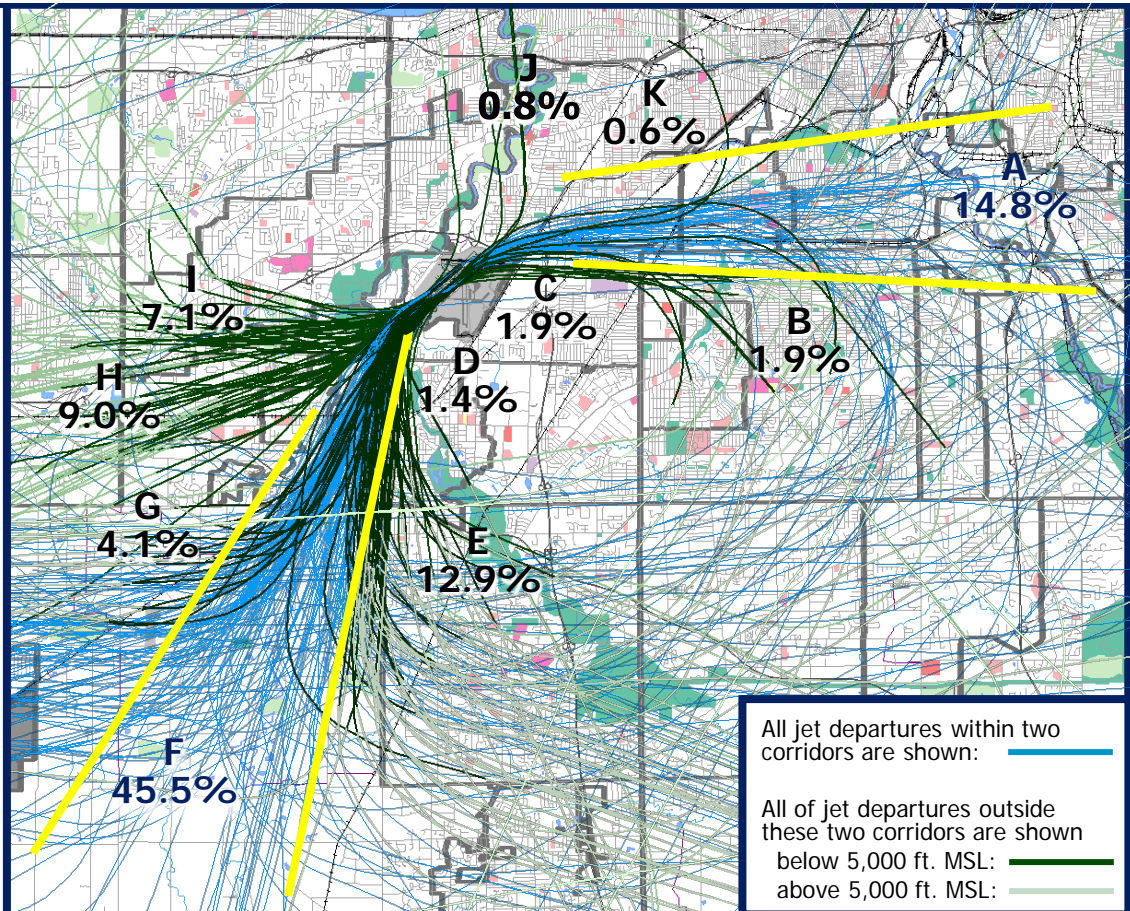 J
0.8%
K
0.6%
A
14.8%
I
7.1%
C
1.9%
B
1.9%
H
9.0%
D
1.4%
G
4.1%
E
12.9%
F
45.5%
All jet departures within two
corridors are shown:
All of jet departures outside
these two corridors are shown
below 5,000 ft. MSL:
above 5,000 ft. MSL: